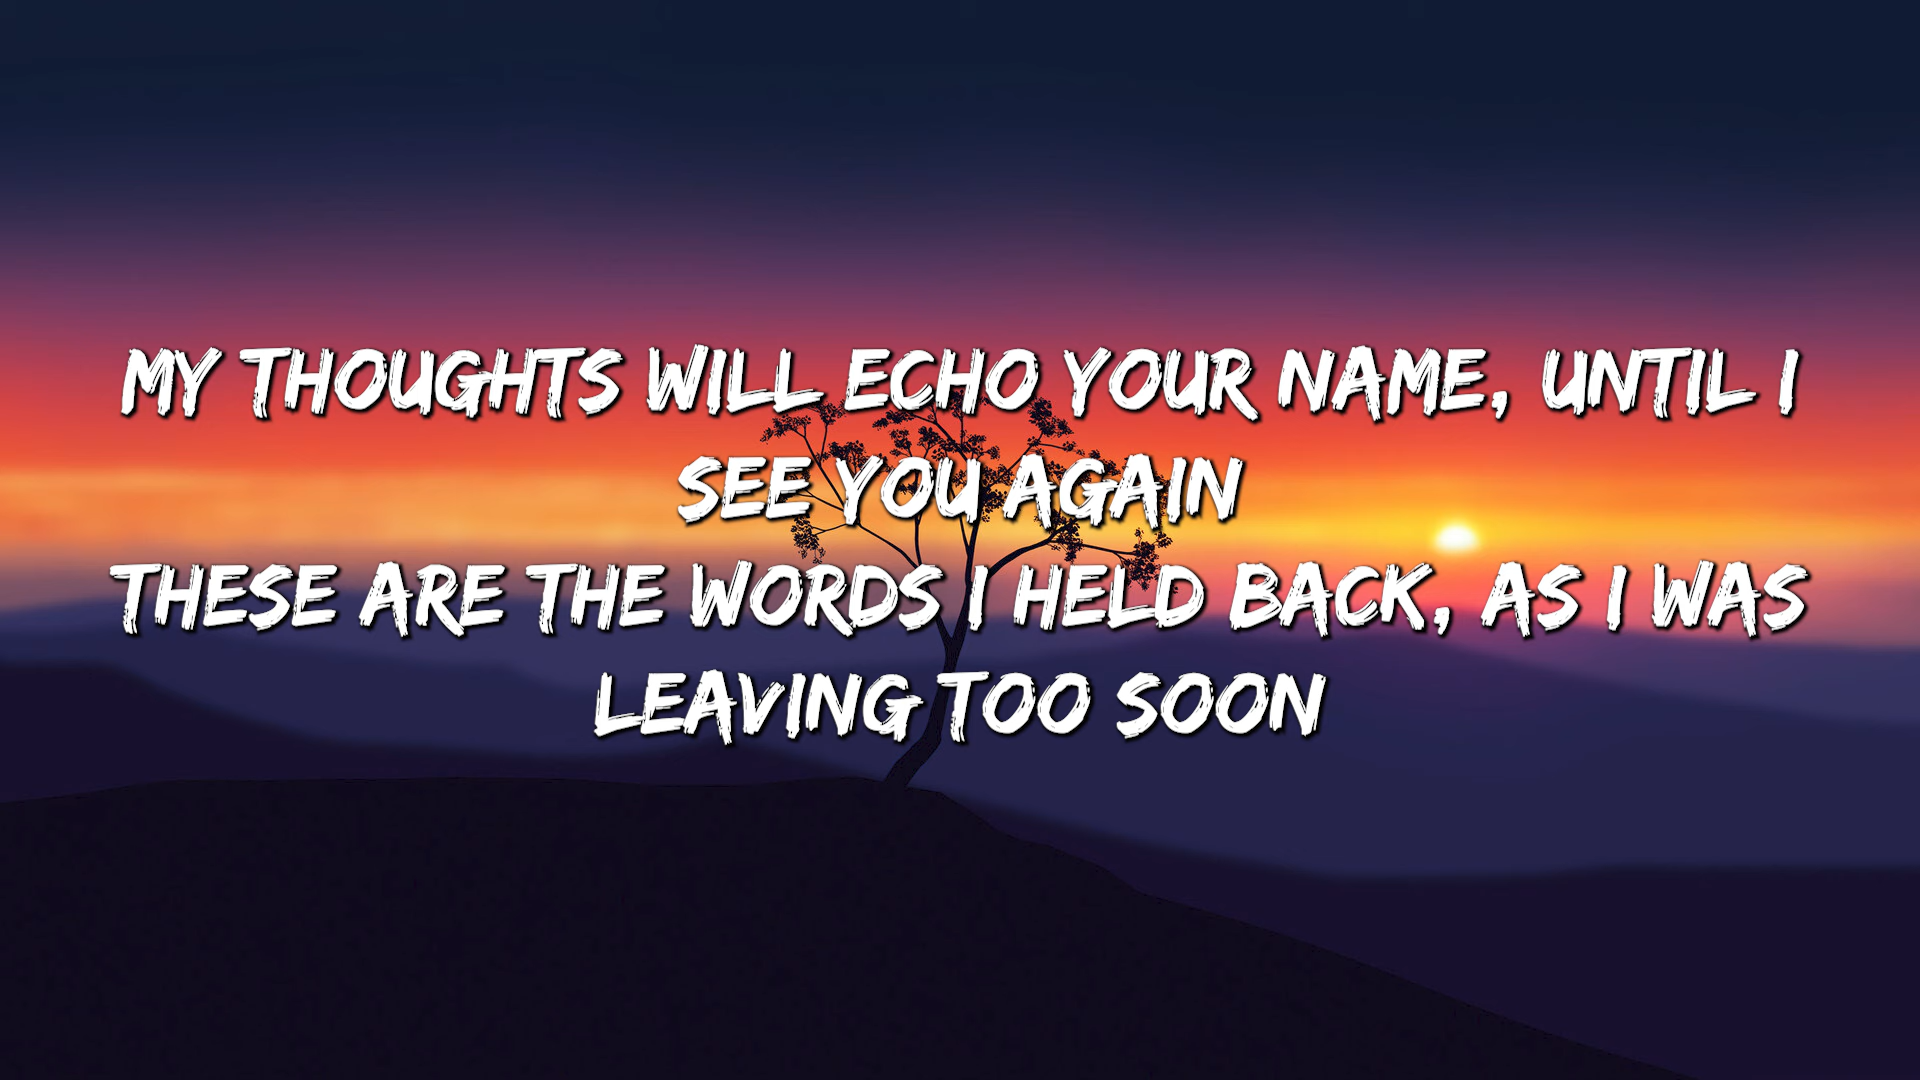 MY THOUGHTS WILL ECHO YOUR NAME, UNTIL I
SEE YOU AGAIN
THESE ARE THE WORDS I HELD BACK, AS I WAS
LEAVING TOO SOON